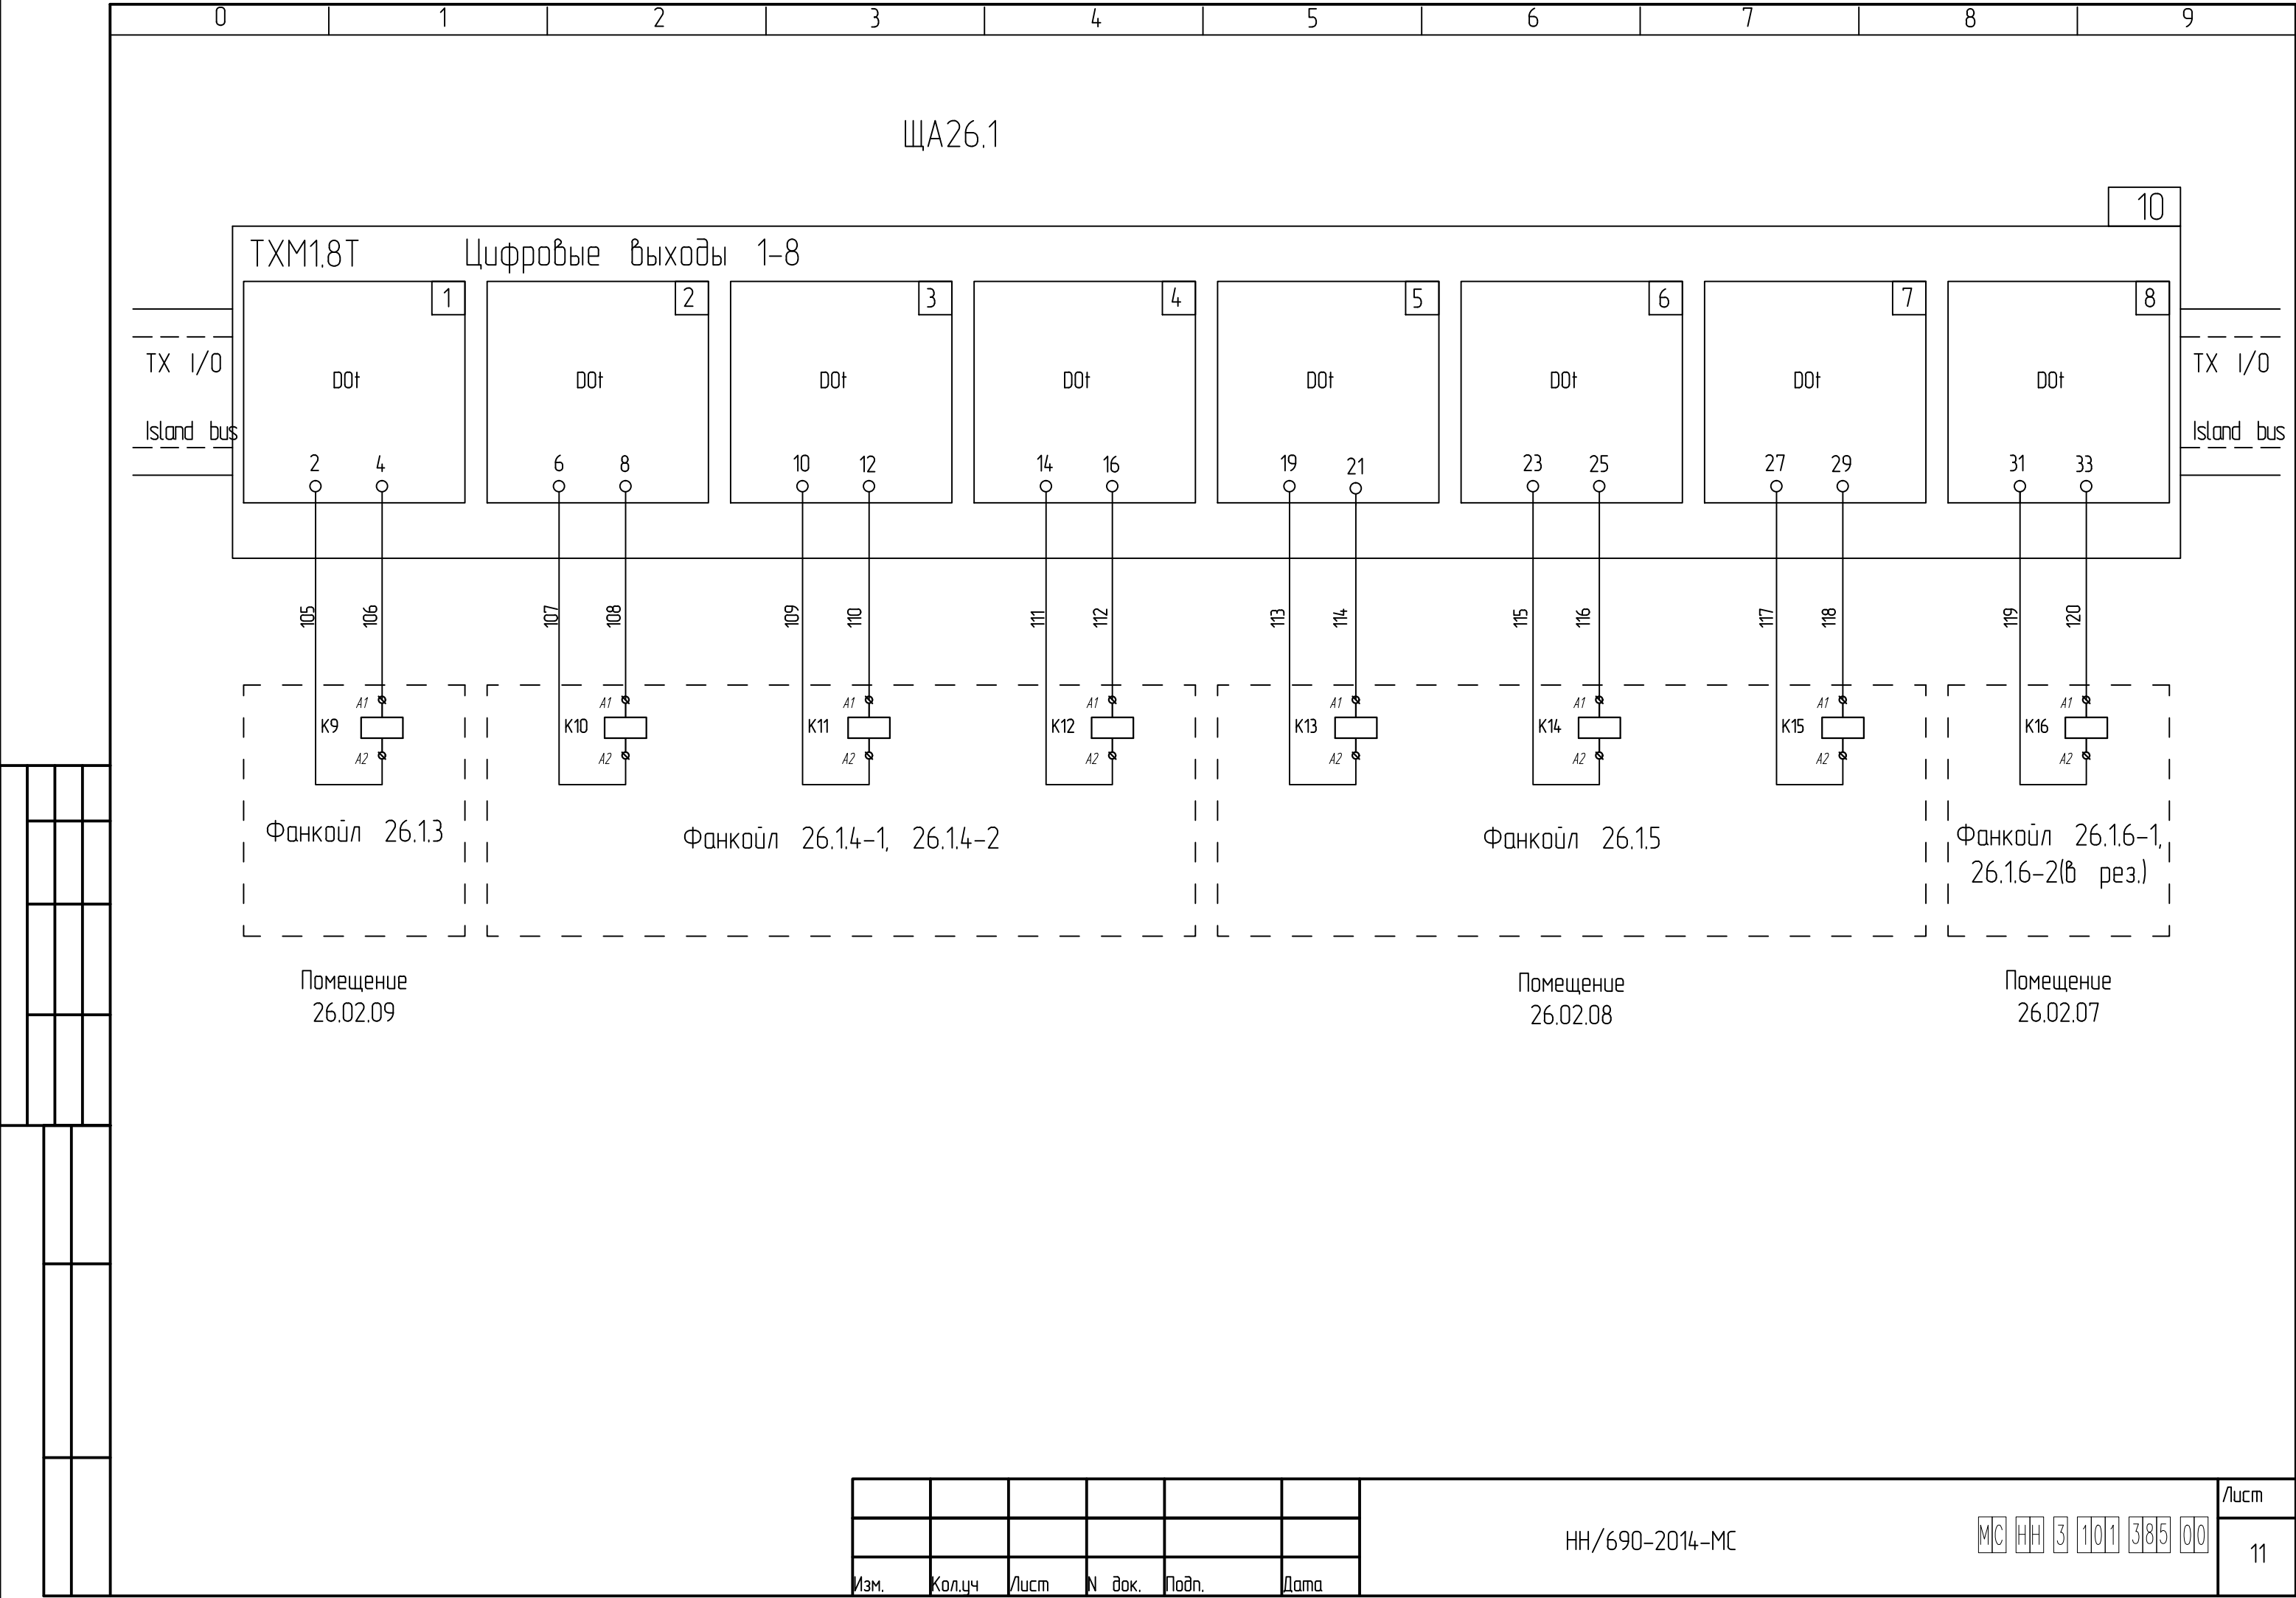 0 1 2 3 4 5 6 7 8 9
ЩА26.1
10
TXM1.8T Цифровые выходы 1-8
1 2 3 4 5 6 7 8
TX I/O DOt DOt DOt DOt DOt DOt DOt DOt TX I/O
Island bus Island bus
2 4 6 8 10 12 14 16 19 21 23 25 27 29 31 33
105 106 107 108 109 110 111 112 113 114 115 116 117 118 119 120
A1 A1 A1 A1 A1 A1 A1 A1
K9 K10 K11 K12 K13 K14 K15 K16
A2 A2 A2 A2 A2 A2 A2 A2
Фанкойл 26.1.3
Фанкойл 26.1.4-1, 26.1.4-2
Фанкойл 26.1.5
Фанкойл 26.1.6-1,
26.1.6-2(в рез.)
Помещение
26.02.09
Помещение
26.02.08
Помещение
26.02.07
Изм. Кол.уч Лист N док. Подп. Дата
НН/690-2014-МС
МС НН 3 101 385 00
Лист
11